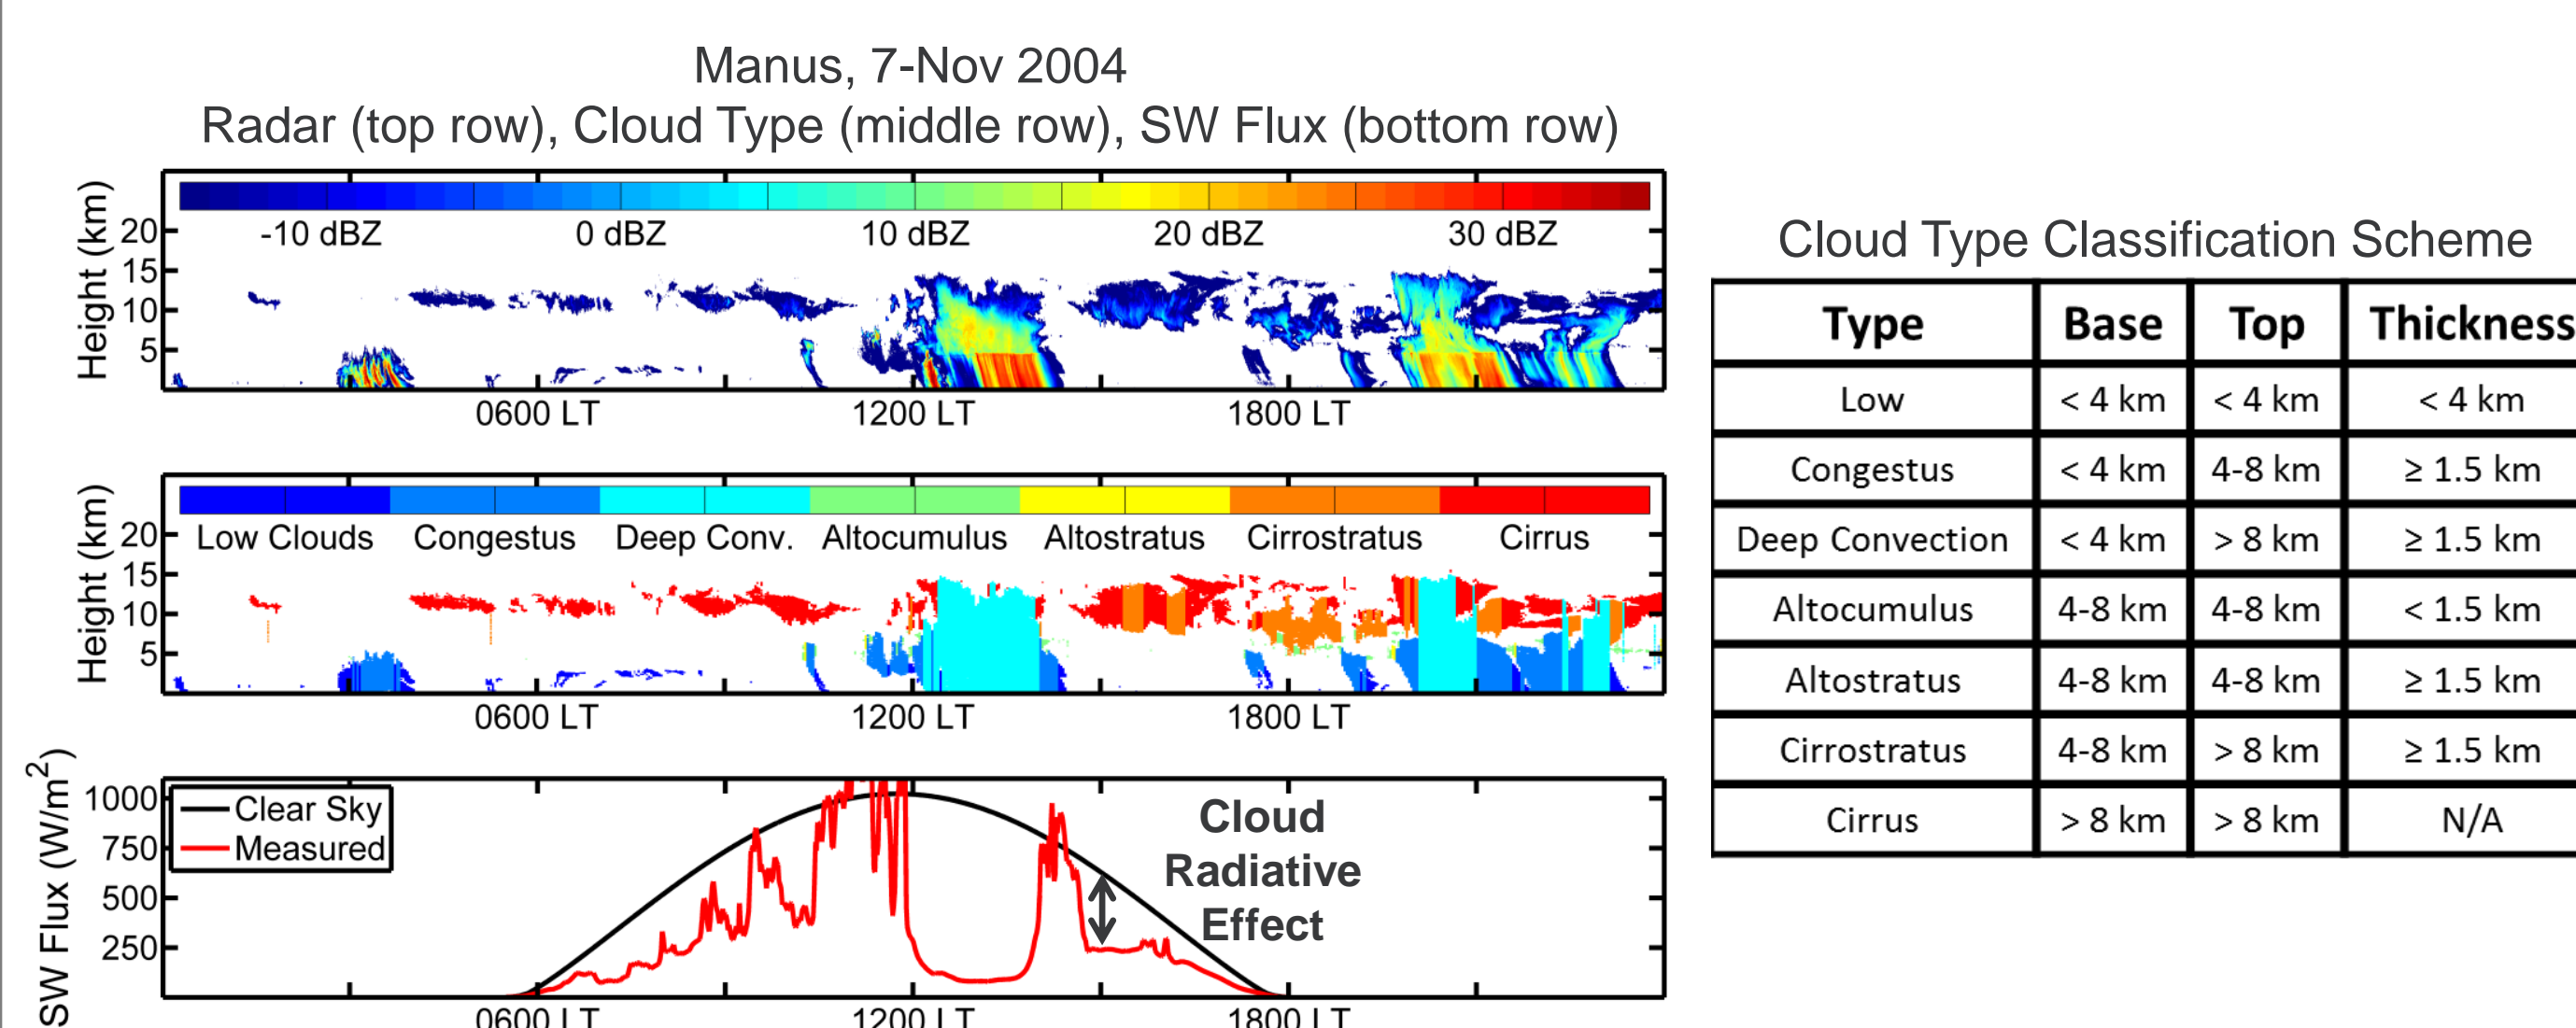 Manus, 7-Nov 2004
Radar (top row), Cloud Type (middle row), SW Flux (bottom row)
Height (km)
20
15
10
5
-10 dBZ 0 dBZ 10 dBZ 20 dBZ 30 dBZ
0600 LT 1200 LT 1800 LT
Height (km)
20
15
10
5
Low Clouds Congestus Deep Conv. Altocumulus Altostratus Cirrostratus Cirrus
0600 LT 1200 LT 1800 LT
SW Flux (W/m²)
1000
750
500
250
Clear Sky
Measured
Cloud
Radiative
Effect
0600 LT 1200 LT 1800 LT
Cloud Type Classification Scheme
Type Base Top Thickness
Low < 4 km < 4 km < 4 km
Congestus < 4 km 4-8 km ≥ 1.5 km
Deep Convection < 4 km > 8 km ≥ 1.5 km
Altocumulus 4-8 km 4-8 km < 1.5 km
Altostratus 4-8 km 4-8 km ≥ 1.5 km
Cirrostratus 4-8 km > 8 km ≥ 1.5 km
Cirrus > 8 km > 8 km N/A